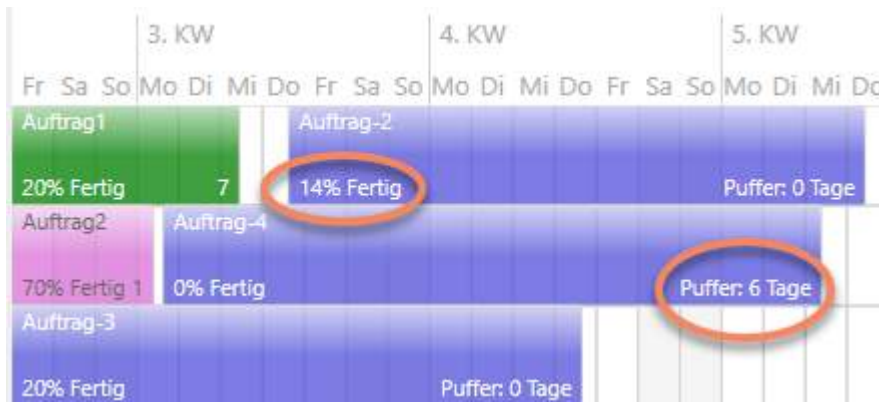 3. KW 4. KW 5. KW
Fr Sa So Mo Di Mi Do Fr Sa So Mo Di Mi Do Fr Sa So Mo Di Mi Do
Auftrag1 Auftrag-2
20% Fertig 7 14% Fertig Puffer: 0 Tage
Auftrag2 Auftrag-4
70% Fertig 1 0% Fertig Puffer: 6 Tage
Auftrag-3
20% Fertig Puffer: 0 Tage